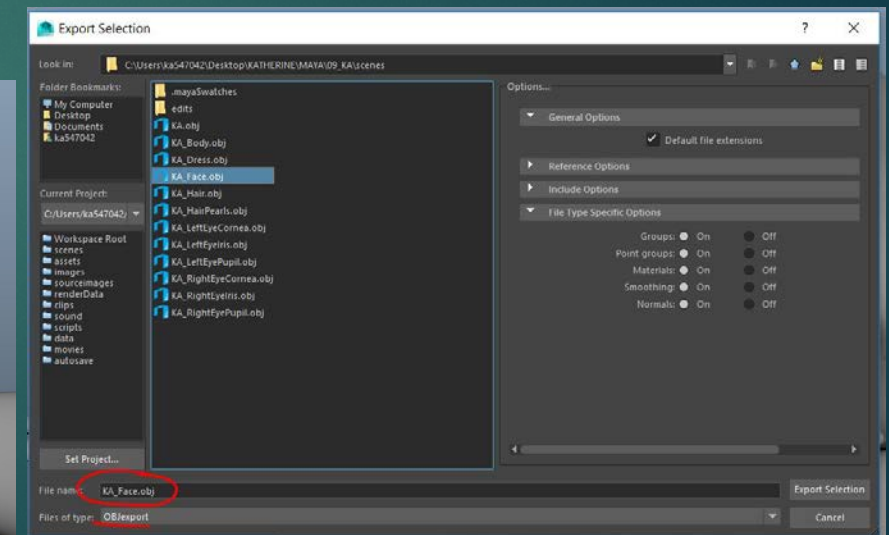 Export Selection
? ×
Look in: C:\Users\ka547042\Desktop\KATHERINE\MAYA\09_KA\scenes
Folder Bookmarks:
My Computer
Desktop
Documents
ka547042
Current Project:
C:/Users/ka547042/
Workspace Root
scenes
assets
images
sourceimages
renderData
clips
sound
scripts
data
movies
autosave
Set Project...
.mayaSwatches
edits
KA.obj
KA_Body.obj
KA_Dress.obj
KA_Face.obj
KA_Hair.obj
KA_HairPearls.obj
KA_LeftEyeCornea.obj
KA_LeftEyeIris.obj
KA_LeftEyePupil.obj
KA_RightEyeCornea.obj
KA_RightEyeIris.obj
KA_RightEyePupil.obj
Options...
General Options
Default file extensions
Reference Options
Include Options
File Type Specific Options
Groups: On Off
Point groups: On Off
Materials: On Off
Smoothing: On Off
Normals: On Off
File name: KA_Face.obj
Export Selection
Files of type: OBJexport
Cancel